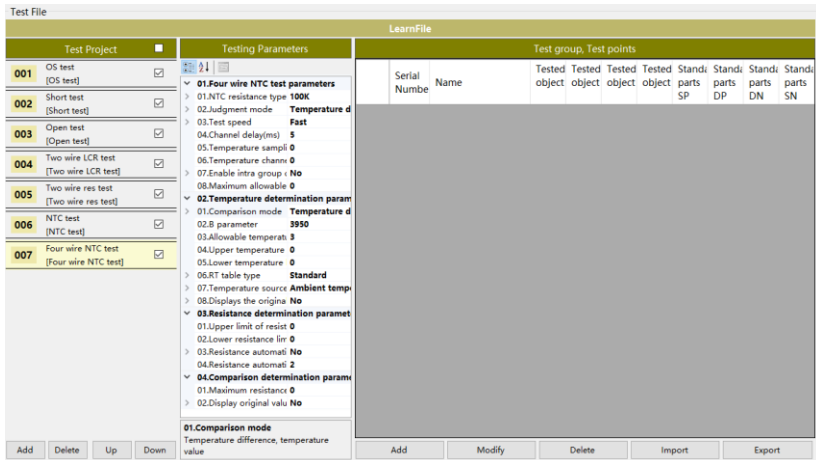 Test File
LearnFile
Test Project
001 OS test
[OS test]
002 Short test
[Short test]
003 Open test
[Open test]
004 Two wire LCR test
[Two wire LCR test]
005 Two wire res test
[Two wire res test]
006 NTC test
[NTC test]
007 Four wire NTC test
[Four wire NTC test]
Add Delete Up Down
Testing Parameters
01.Four wire NTC test parameters
01.NTC resistance type 100K
02.Judgment mode Temperature d
03.Test speed Fast
04.Channel delay(ms) 5
05.Temperature sampli 0
06.Temperature channe 0
07.Enable intra group c No
08.Maximum allowable 0
02.Temperature determination param
01.Comparison mode Temperature d
02.B parameter 3950
03.Allowable temperatu 3
04.Upper temperature 0
05.Lower temperature 0
06.RT table type Standard
07.Temperature source Ambient tempe
08.Displays the origina No
03.Resistance determination paramet
01.Upper limit of resist 0
02.Lower resistance lim 0
03.Resistance automati No
04.Resistance automati 2
04.Comparison determination parame
01.Maximum resistance 0
02.Display original valu No
01.Comparison mode
Temperature difference, temperature
value
Test group, Test points
Serial
Numbe
Name
Tested
object
Tested
object
Tested
object
Tested
object
Standa
parts
SP
Standa
parts
DP
Standa
parts
DN
Standa
parts
SN
Add Modify Delete Import Export